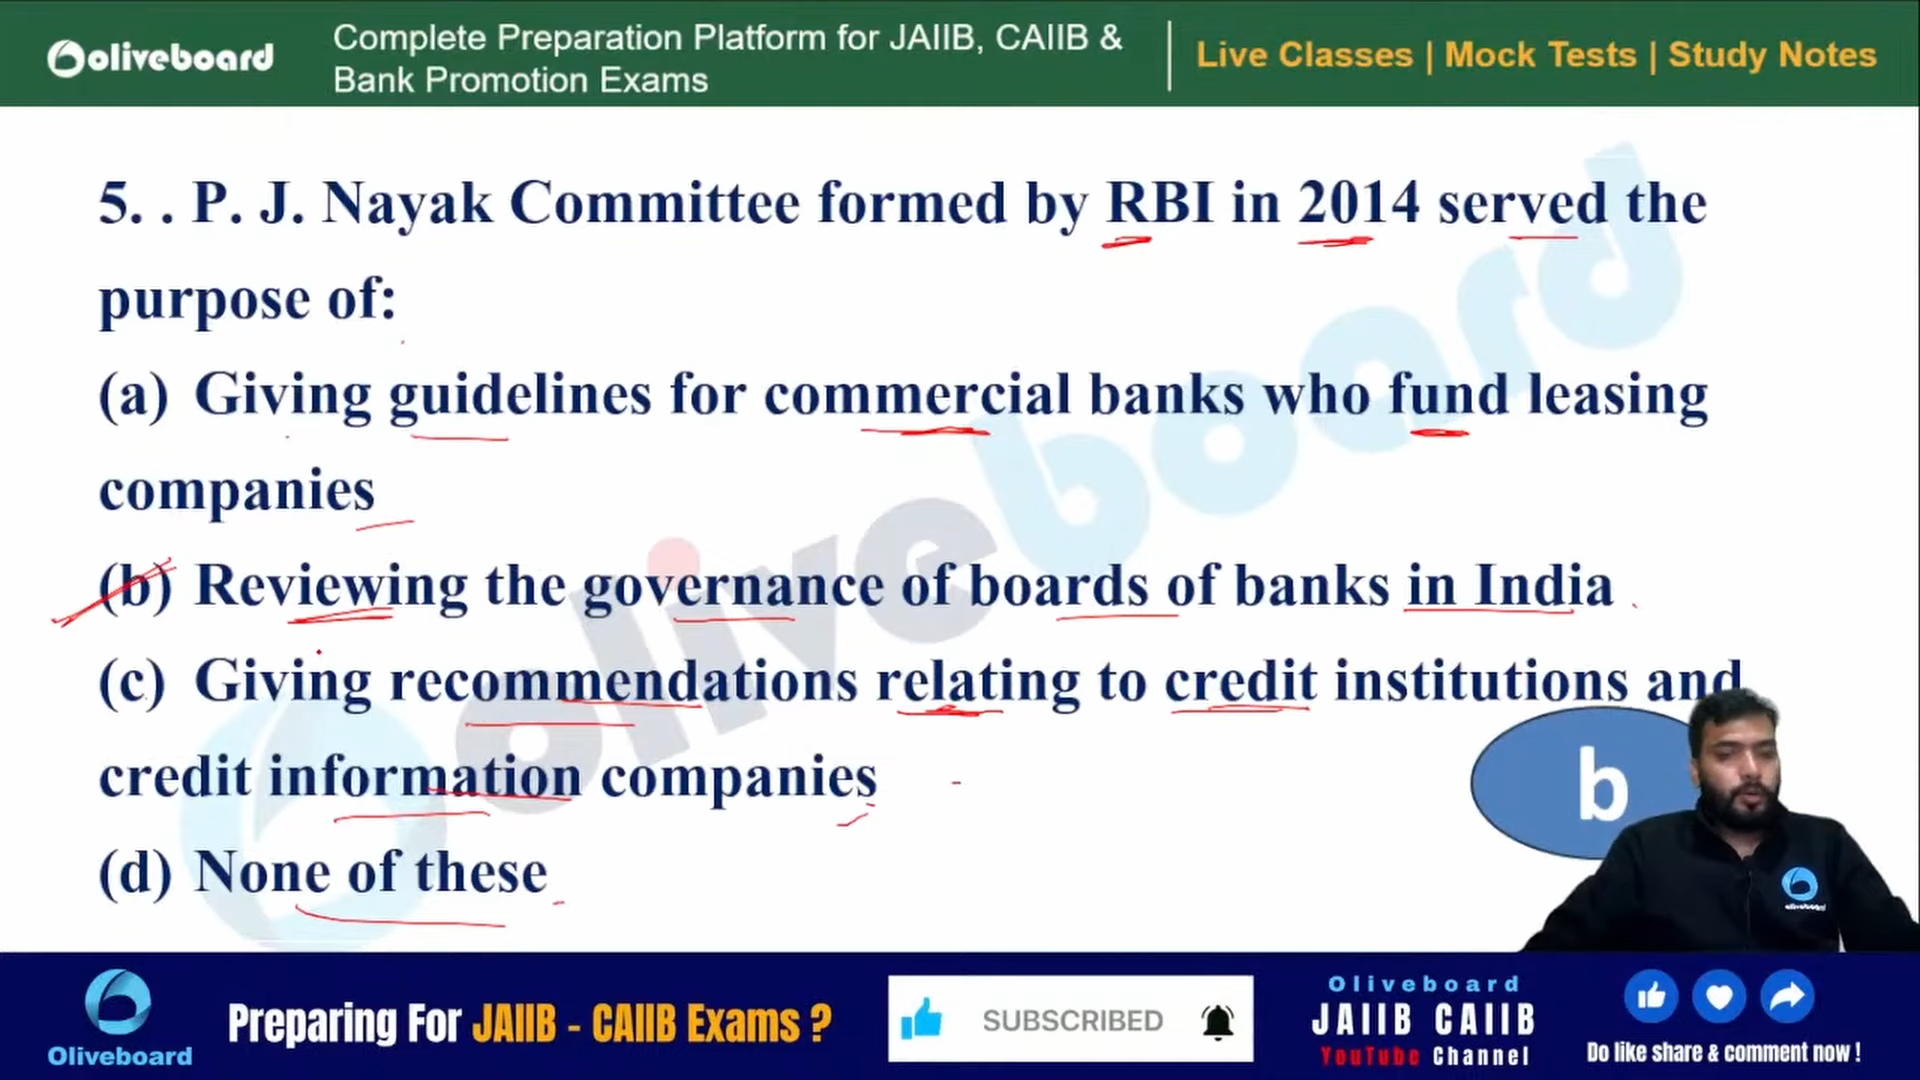 oliveboard
Complete Preparation Platform for JAIIB, CAIIB &
Bank Promotion Exams
Live Classes | Mock Tests | Study Notes
5. . P. J. Nayak Committee formed by RBI in 2014 served the
purpose of:
(a) Giving guidelines for commercial banks who fund leasing
companies
(b) Reviewing the governance of boards of banks in India
(c) Giving recommendations relating to credit institutions and
credit information companies
(d) None of these
b
oliveboard
oliveboard
Oliveboard
Preparing For JAIIB - CAIIB Exams ?
SUBSCRIBED
Oliveboard
JAIIB CAIIB
YouTube Channel
Do like share & comment now !